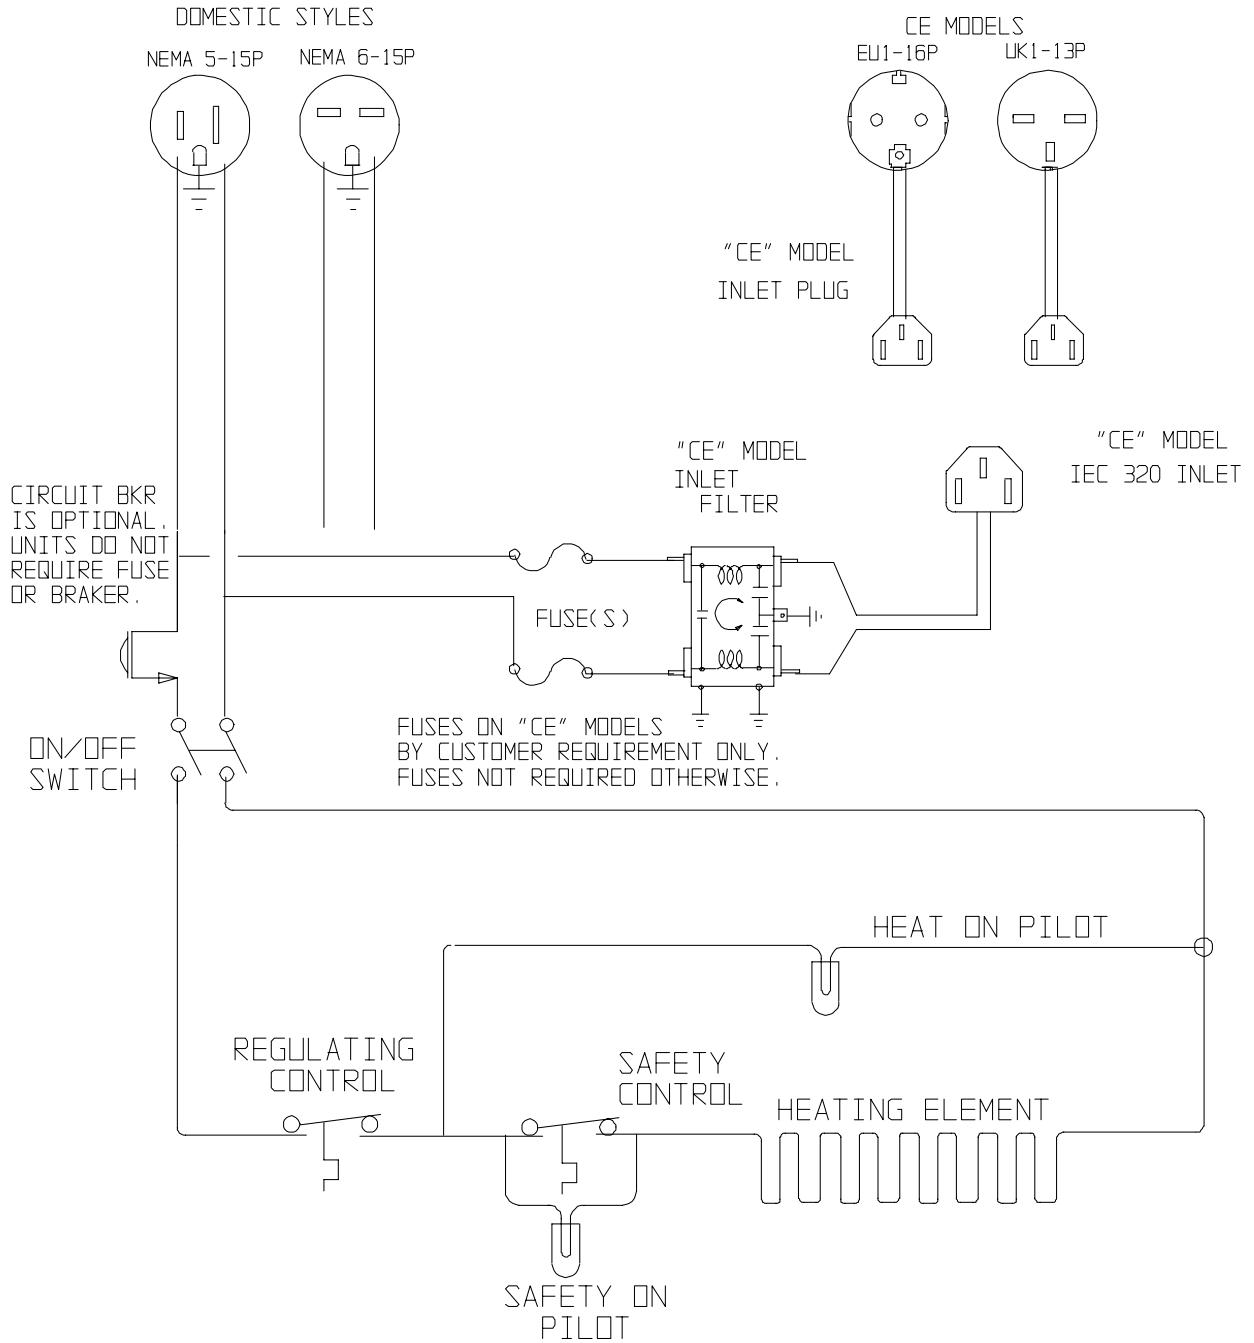 DOMESTIC STYLES
NEMA 5-15P
NEMA 6-15P
CE MODELS
EU1-16P
UK1-13P
"CE" MODEL
INLET PLUG
"CE" MODEL
INLET
FILTER
"CE" MODEL
IEC 320 INLET
CIRCUIT BKR
IS OPTIONAL.
UNITS DO NOT
REQUIRE FUSE
OR BRAKER.
FUSE(S)
FUSES ON "CE" MODELS
BY CUSTOMER REQUIREMENT ONLY.
FUSES NOT REQUIRED OTHERWISE.
ON/OFF
SWITCH
HEAT ON PILOT
REGULATING
CONTROL
SAFETY
CONTROL
HEATING ELEMENT
SAFETY ON
PILOT